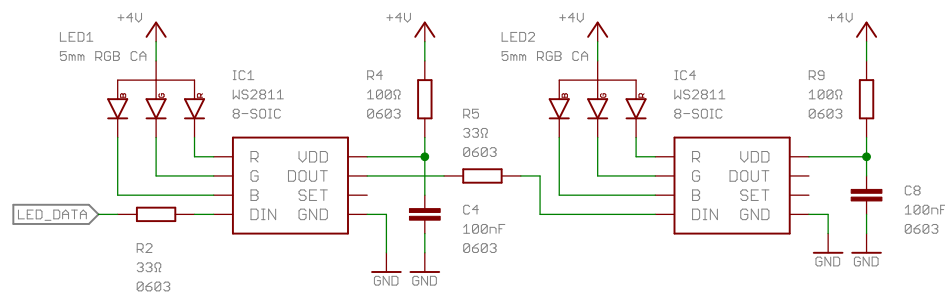 +4V
LED1
5mm RGB CA
B
G
R
IC1
WS2811
8-SOIC
R
G
B
DIN
VDD
DOUT
SET
GND
LED_DATA
R2
33Ω
0603
+4V
R4
100Ω
0603
R5
33Ω
0603
C4
100nF
0603
GND
GND
+4V
LED2
5mm RGB CA
B
G
R
IC4
WS2811
8-SOIC
R
G
B
DIN
VDD
DOUT
SET
GND
+4V
R9
100Ω
0603
C8
100nF
0603
GND
GND